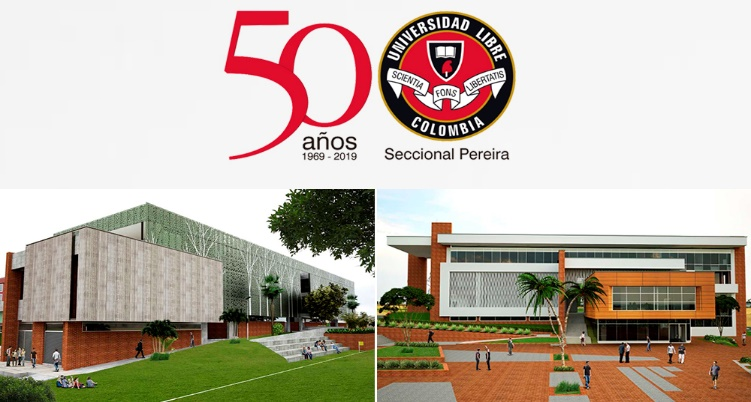 50
años
1969 - 2019
UNIVERSIDAD LIBRE
SCIENTIA FONS LIBERTATIS
COLOMBIA
Seccional Pereira